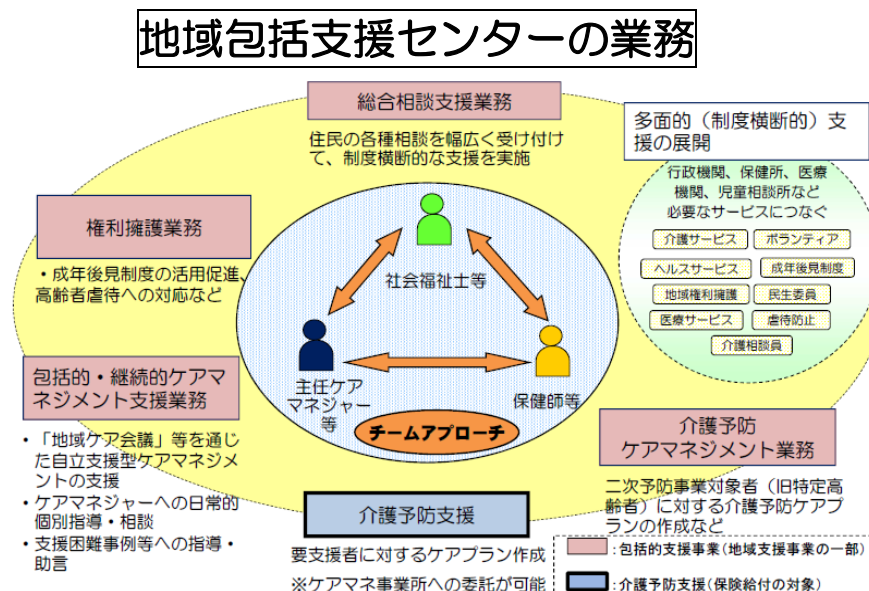 地域包括支援センターの業務
総合相談支援業務
住民の各種相談を幅広く受け付け
て、制度横断的な支援を実施
多面的（制度横断的）支
援の展開
行政機関、保健所、医療
機関、児童相談所など
必要なサービスにつなぐ
介護サービス
ボランティア
ヘルスサービス
成年後見制度
地域権利擁護
民生委員
医療サービス
虐待防止
介護相談員
権利擁護業務
・成年後見制度の活用促進、
高齢者虐待への対応など
社会福祉士等
主任ケア
マネジャー
等
保健師等
チームアプローチ
包括的・継続的ケアマ
ネジメント支援業務
・「地域ケア会議」等を通じ
た自立支援型ケアマネジメ
ントの支援
・ケアマネジャーへの日常的
個別指導・相談
・支援困難事例等への指導・
助言
介護予防
ケアマネジメント業務
二次予防事業対象者（旧特定高
齢者）に対する介護予防ケアプ
ランの作成など
介護予防支援
要支援者に対するケアプラン作成
※ケアマネ事業所への委託が可能
：包括的支援事業（地域支援事業の一部）
：介護予防支援（保険給付の対象）